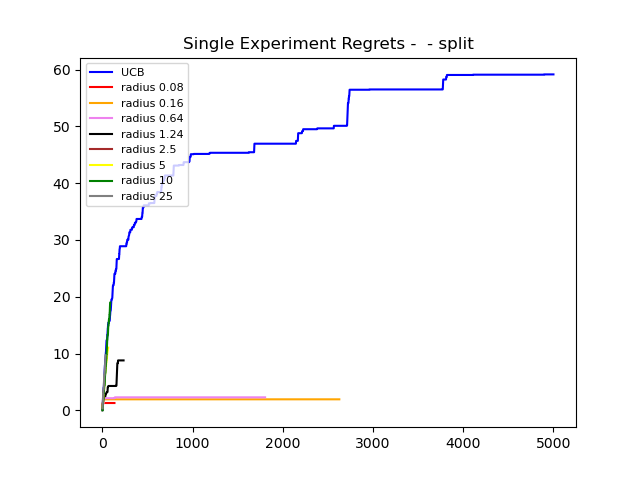 Single Experiment Regrets -  - split
UCB
radius 0.08
radius 0.16
radius 0.64
radius 1.24
radius 2.5
radius 5
radius 10
radius 25
60
50
40
30
20
10
0
0 1000 2000 3000 4000 5000